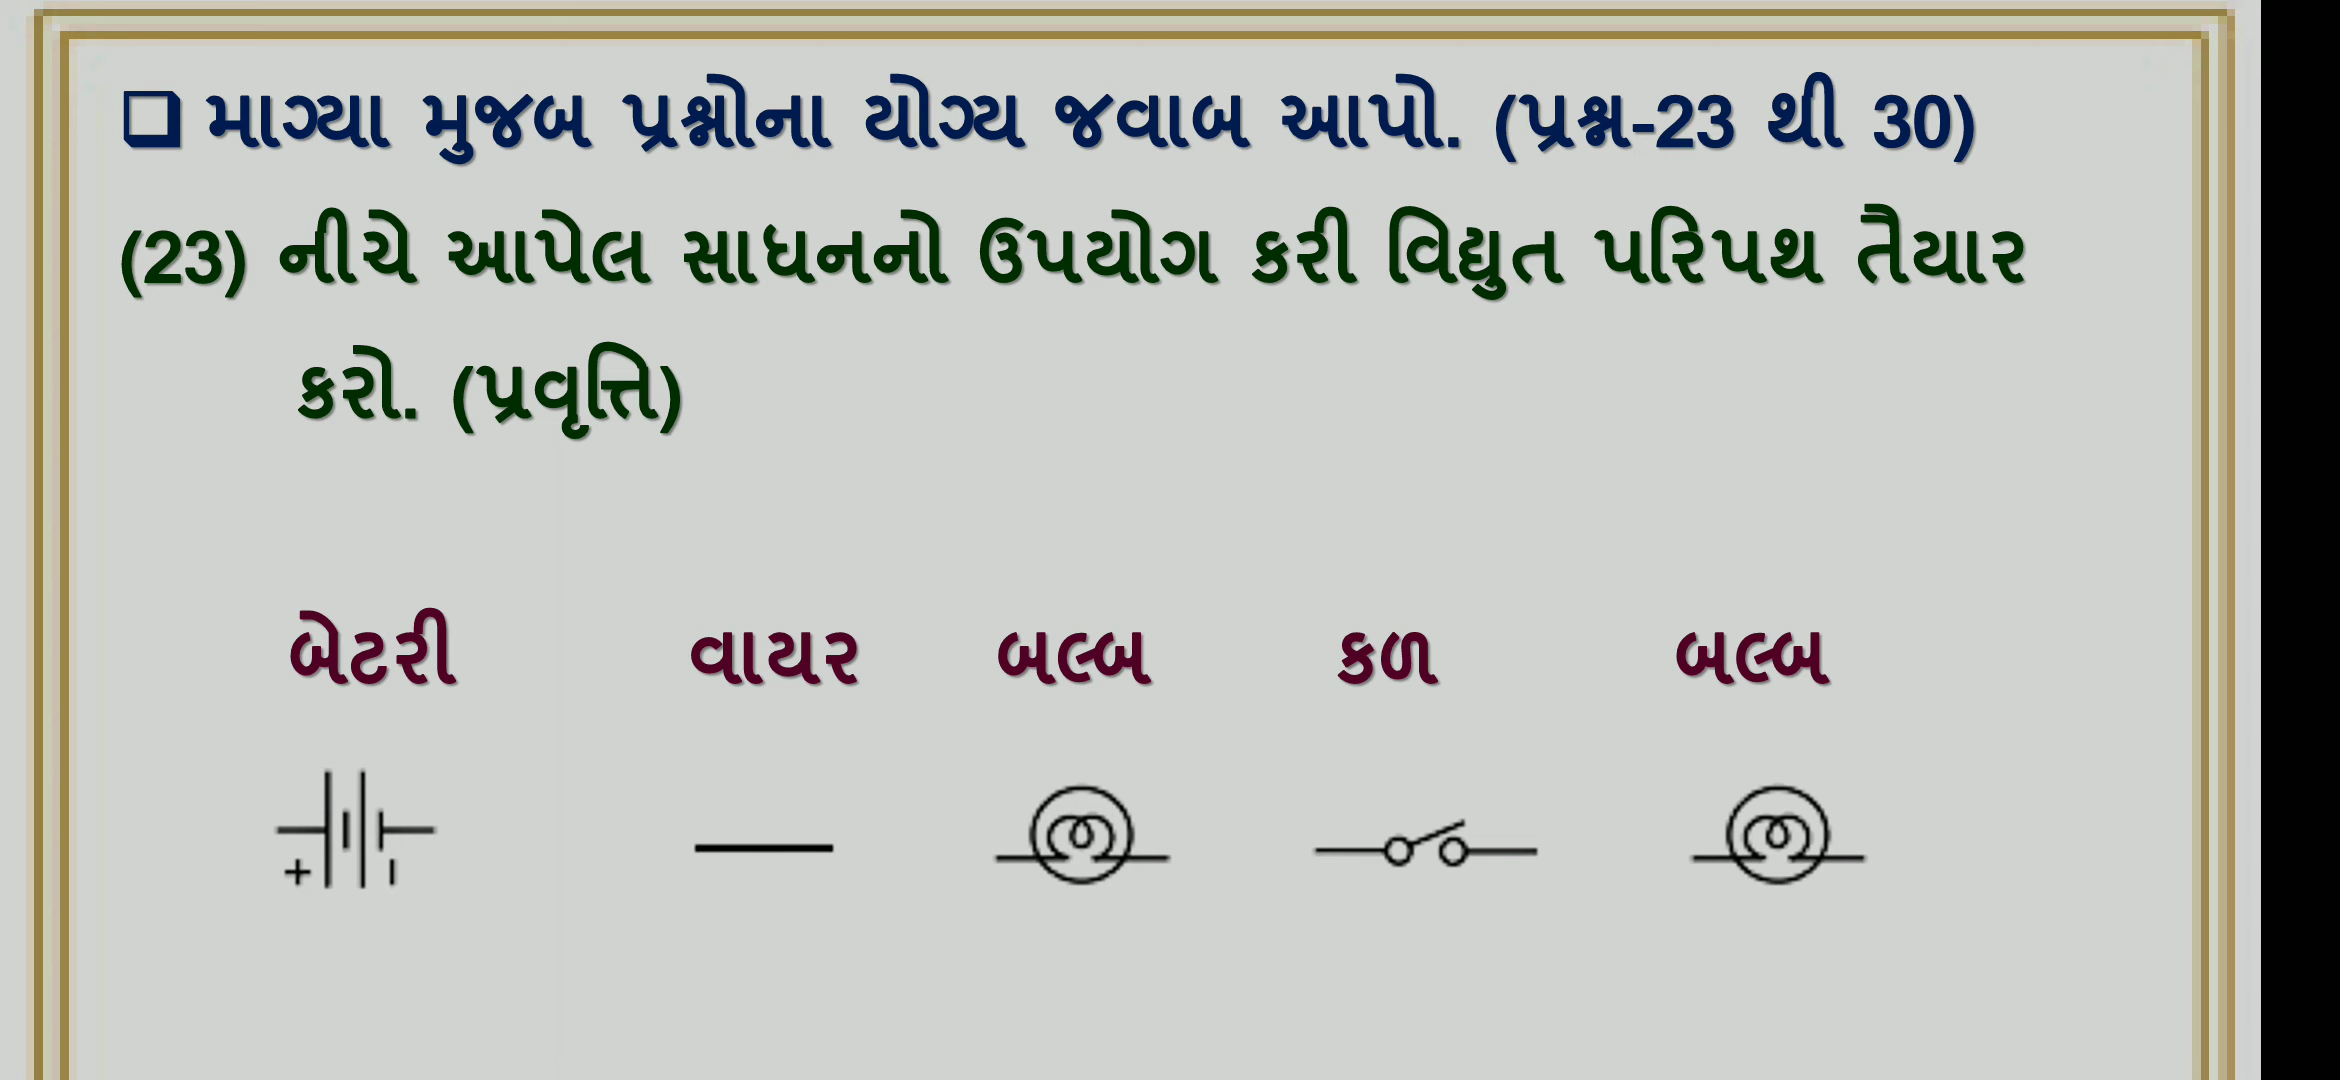 ❑ માગ્યા મુજબ પ્રશ્નોના યોગ્ય જવાબ આપો. (પ્રશ્ન-23 થી 30)
(23) નીચે આપેલ સાધનનો ઉપયોગ કરી વિદ્યુત પરિપથ તૈયાર
કરો. (પ્રવૃત્તિ)
બેટરી વાયર બલ્બ કળ બલ્બ
+ -